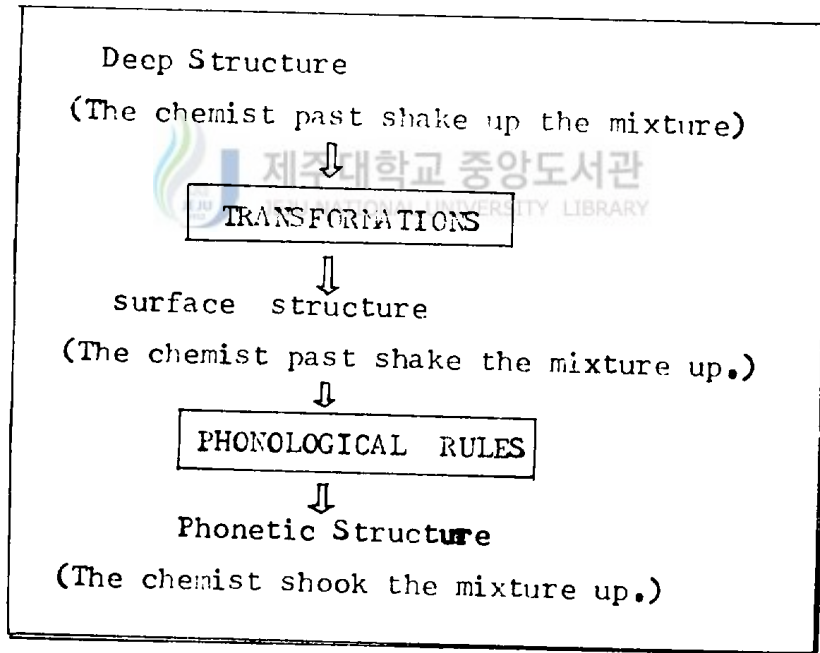 Deep Structure
(The chemist past shake up the mixture)
제주대학교 중앙도서관
JEJU NATIONAL UNIVERSITY LIBRARY
TRANSFORMATIONS
surface structure
(The chemist past shake the mixture up.)
PHONOLOGICAL RULES
Phonetic Structure
(The chemist shook the mixture up.)